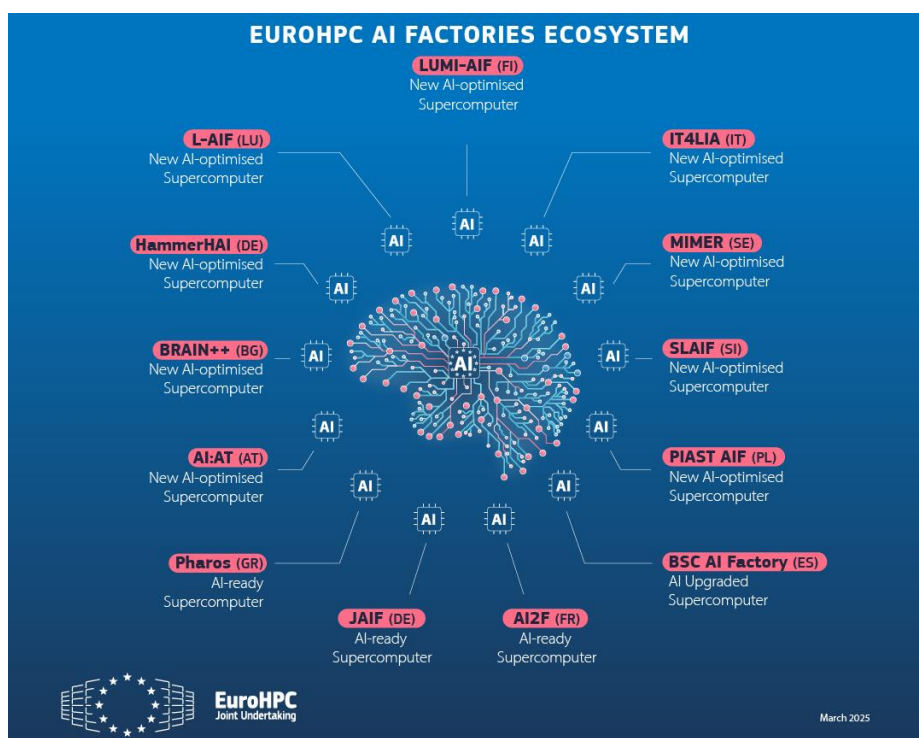 EUROHPC AI FACTORIES ECOSYSTEM
LUMI-AIF (FI)
New AI-optimised
Supercomputer
L-AIF (LU)
New AI-optimised
Supercomputer
IT4LIA (IT)
New AI-optimised
Supercomputer
HammerHAI (DE)
New AI-optimised
Supercomputer
MIMER (SE)
New AI-optimised
Supercomputer
BRAIN++ (BG)
New AI-optimised
Supercomputer
SLAIF (SI)
New AI-optimised
Supercomputer
AI:AT (AT)
New AI-optimised
Supercomputer
PIAST AIF (PL)
New AI-optimised
Supercomputer
Pharos (GR)
AI-ready
Supercomputer
BSC AI Factory (ES)
AI Upgraded
Supercomputer
JAIF (DE)
AI-ready
Supercomputer
AI2F (FR)
AI-ready
Supercomputer
AI
AI
AI
AI
AI
AI
AI
AI
AI
AI
AI
AI
AI
AI
EuroHPC
Joint Undertaking
March 2025